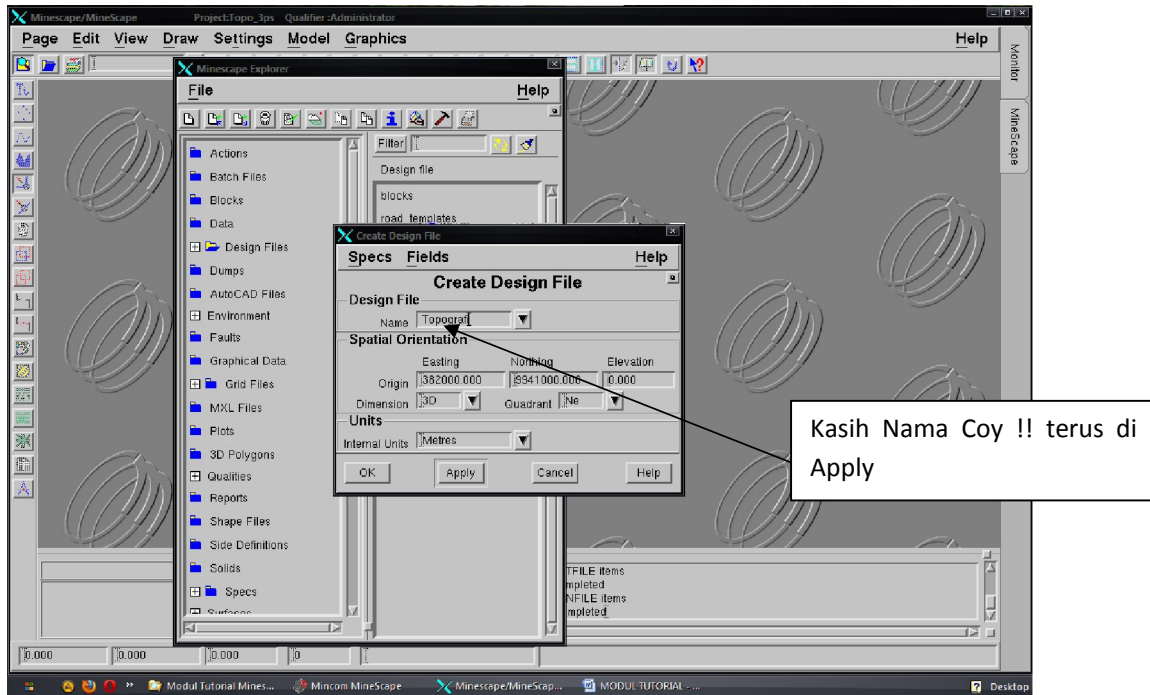 Minescape/MineScape Project:Topo_3ps Qualifier :Administrator
Page Edit View Draw Settings Model Graphics Help
Monitor
MineScape
Minescape Explorer
File Help
Actions
Batch Files
Blocks
Data
Design Files
Dumps
AutoCAD Files
Environment
Faults
Graphical Data
Grid Files
MXL Files
Plots
3D Polygons
Qualities
Reports
Shape Files
Side Definitions
Solids
Specs
Surfaces
Filter
Design file
blocks
road_templates
Create Design File
Specs Fields Help
Create Design File
Design File
Name Topografi
Spatial Orientation
Easting Northing Elevation
Origin 382000.000 9941000.000 0.000
Dimension 3D Quadrant Ne
Units
Internal Units Metres
OK Apply Cancel Help
Kasih Nama Coy !! terus di
Apply
TFILE items
mpleted
NFILE items
mpleted
0.000 0.000 0.000 0
Modul Tutorial Mines... Mincom MineScape Minescape/MineScap... MODUL TUTORIAL - ... Desktop